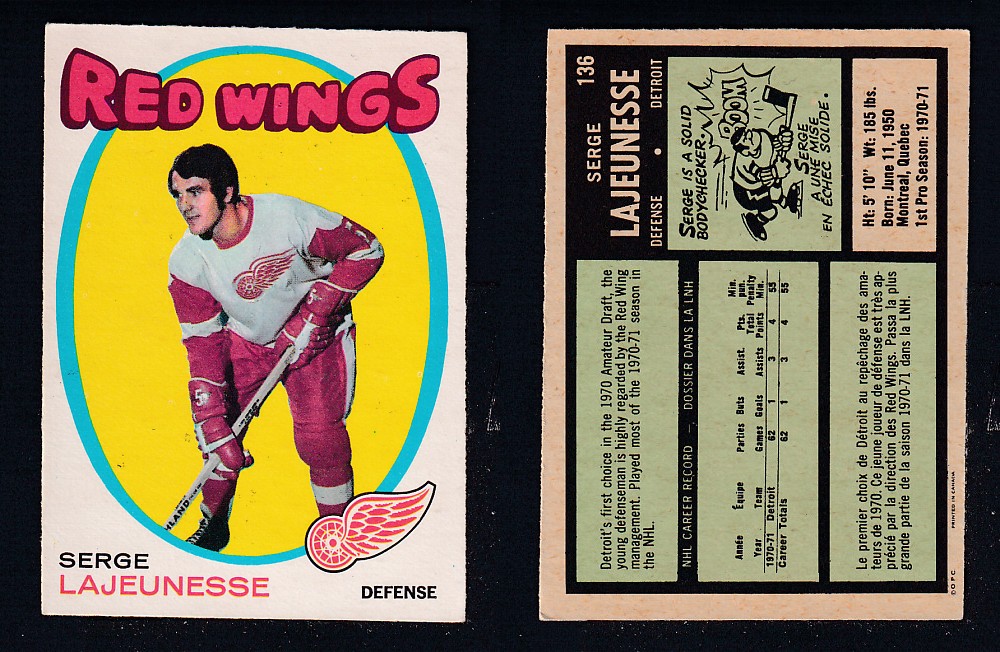 RED WINGS
5
HLAND
SERGE
LAJEUNESSE
DEFENSE
136
SERGE
LAJEUNESSE
DEFENSE • DETROIT
SERGE IS A SOLID
BODYCHECKER.
BOOM
SERGE
A UNE MISE
EN ÉCHEC SOLIDE.
Ht: 5' 10" Wt: 185 lbs.
Born: June 11, 1950
Montreal, Quebec
1st Pro Season: 1970-71
Detroit's first choice in the 1970 Amateur Draft, the
young defenseman is highly regarded by the Red Wing
management. Played most of the 1970-71 season in
the NHL.
NHL CAREER RECORD — DOSSIER DANS LA LNH
Année Équipe Parties Buts Assist. Pts. Min. pun.
Year Team Games Goals Assists Total Points Penalty Min.
1970-71 Detroit 62 1 3 4 55
Career Totals 62 1 3 4 55
Le premier choix de Détroit au repêchage des ama-
teurs de 1970. Ce jeune joueur de défense est très ap-
précié par la direction des Red Wings. Passa la plus
grande partie de la saison 1970-71 dans la LNH.
© O.P.C. PRINTED IN CANADA